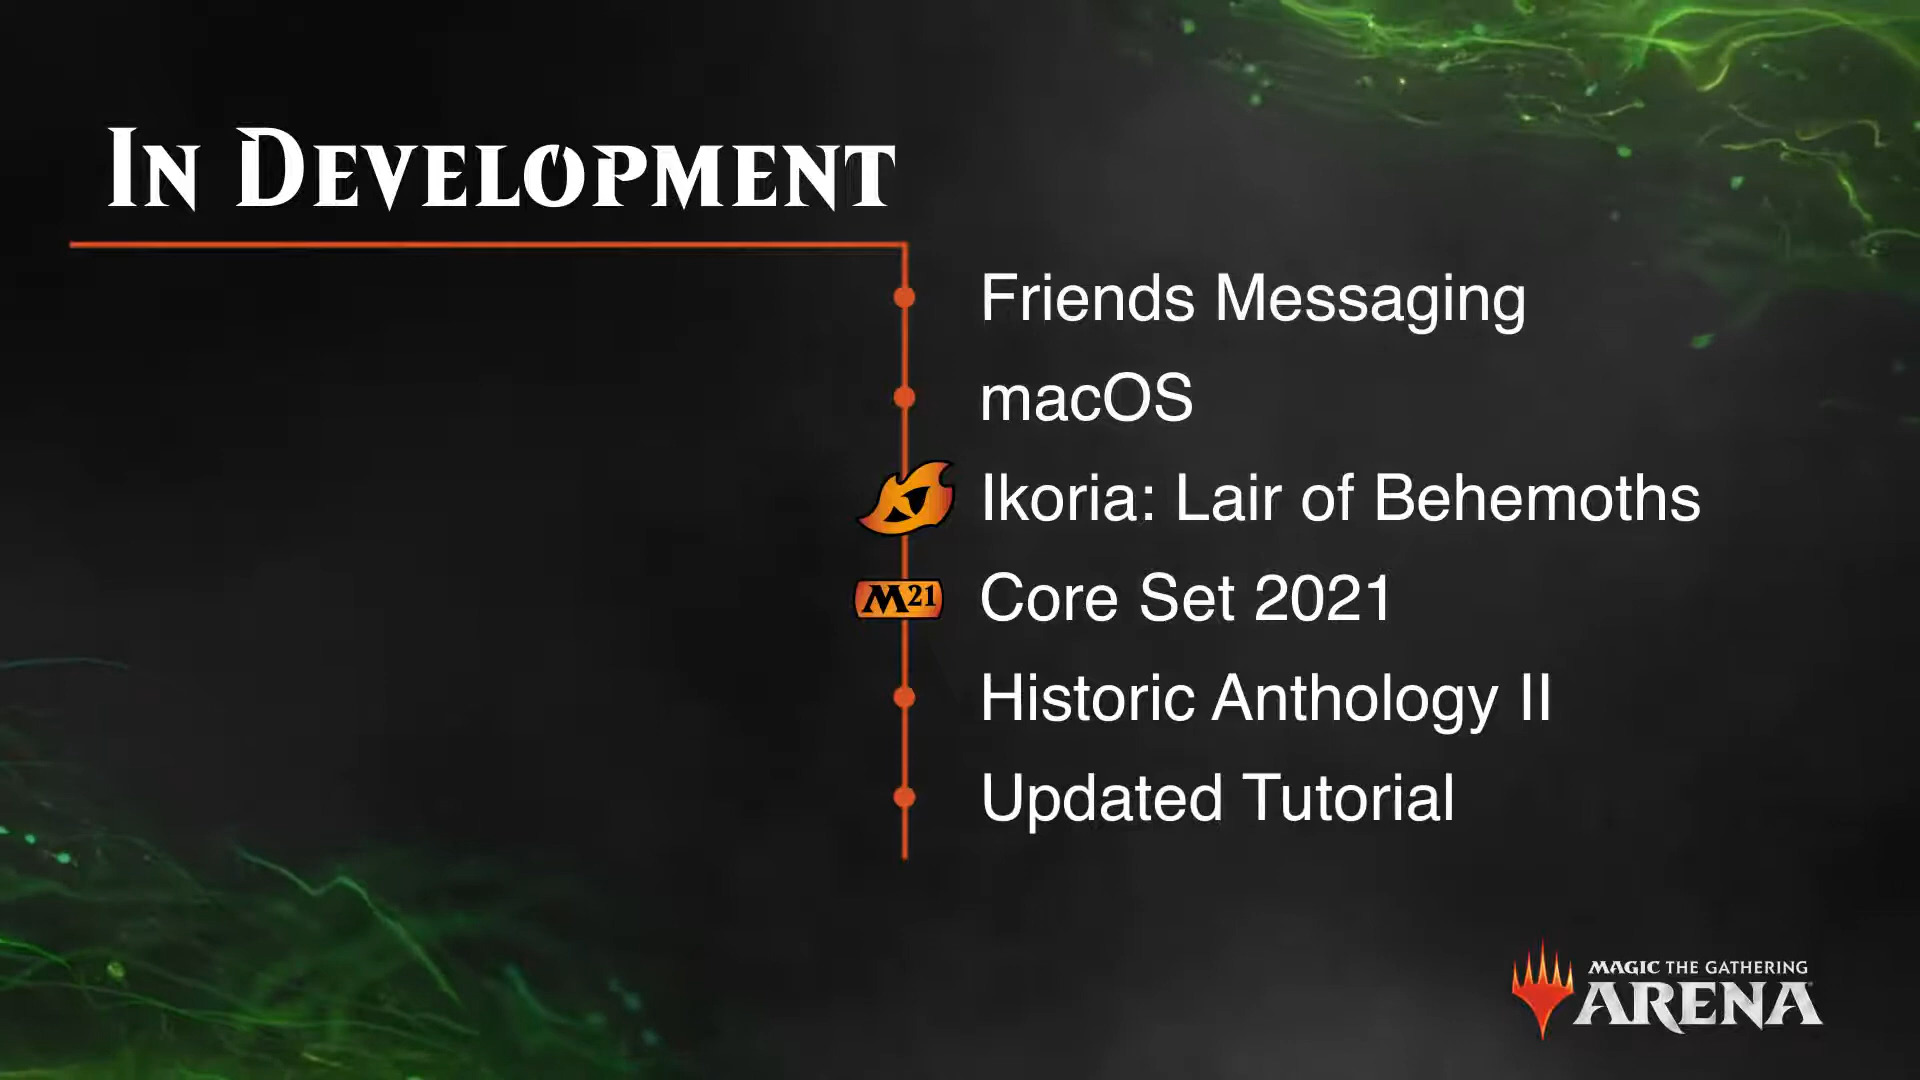 In Development
Friends Messaging
macOS
Ikoria: Lair of Behemoths
M21
Core Set 2021
Historic Anthology II
Updated Tutorial
MAGIC THE GATHERING
ARENA